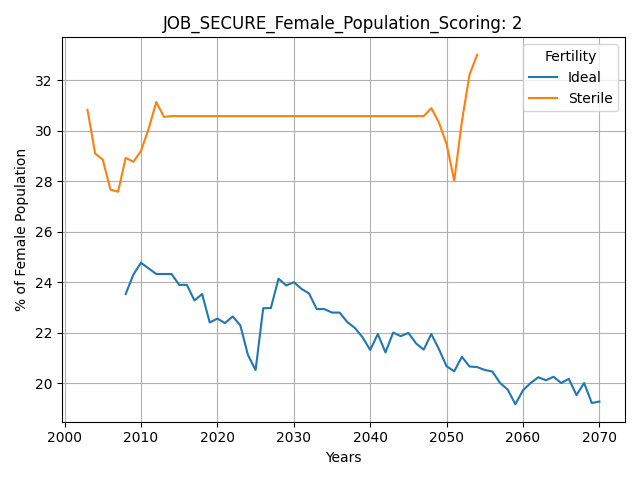 JOB_SECURE_Female_Population_Scoring: 2
Fertility
Ideal
Sterile
% of Female Population
32
30
28
26
24
22
20
2000 2010 2020 2030 2040 2050 2060 2070
Years